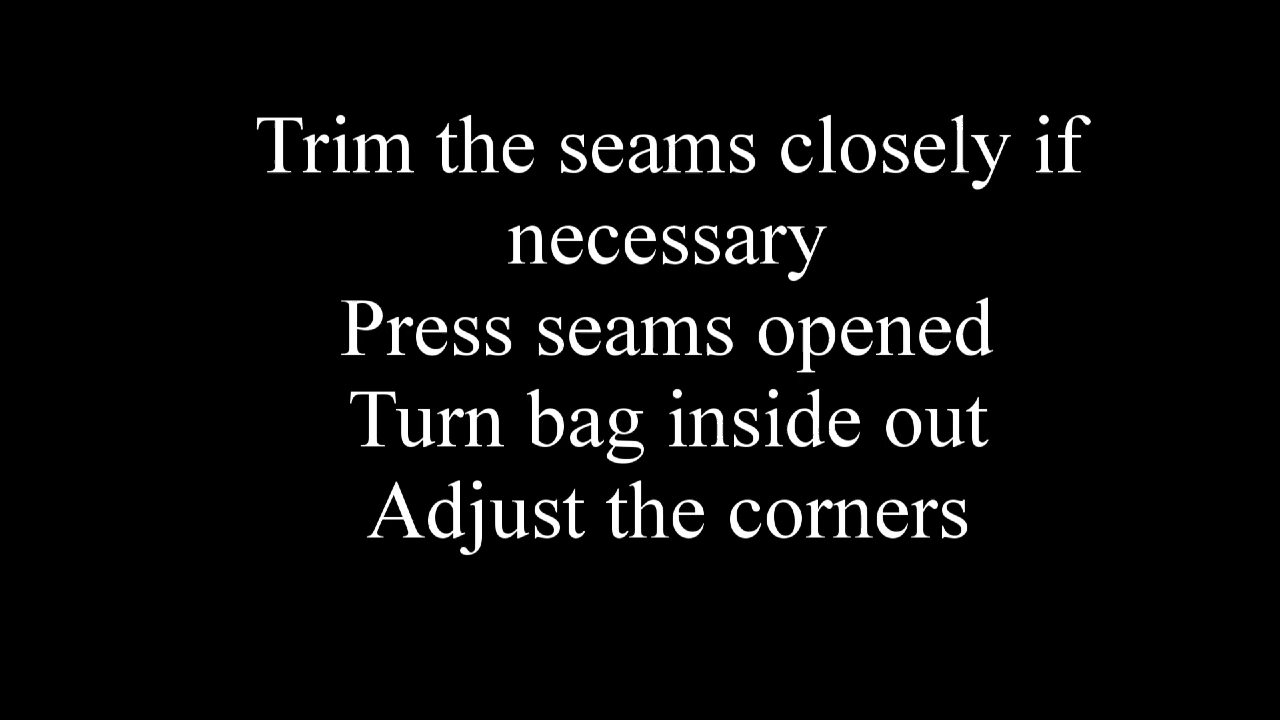 Trim the seams closely if
necessary
Press seams opened
Turn bag inside out
Adjust the corners